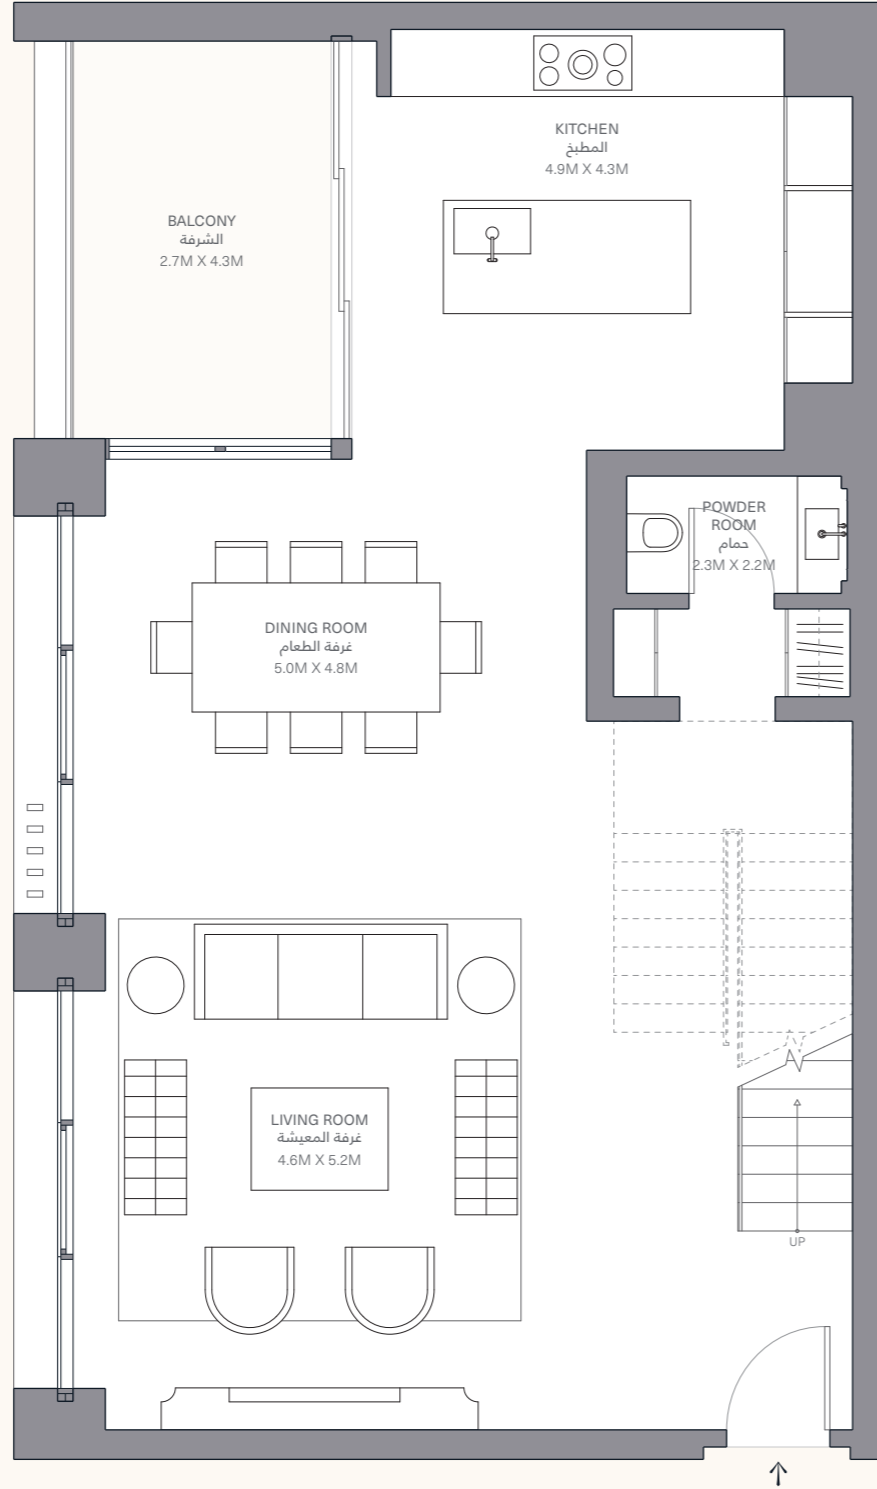 KITCHEN
المطبخ
4.9M X 4.3M
BALCONY
الشرفة
2.7M X 4.3M
POWDER
ROOM
حمام
2.3M X 2.2M
DINING ROOM
غرفة الطعام
5.0M X 4.8M
LIVING ROOM
غرفة المعيشة
4.6M X 5.2M
UP